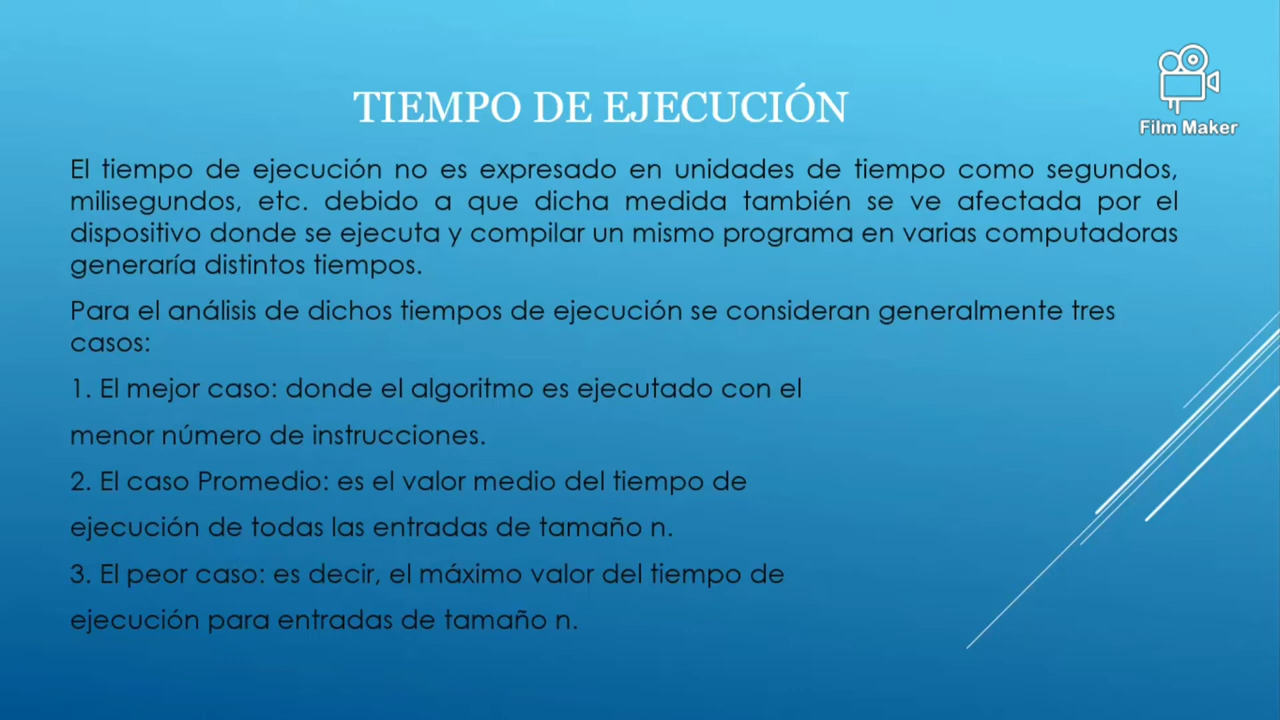 TIEMPO DE EJECUCIÓN
Film Maker
El tiempo de ejecución no es expresado en unidades de tiempo como segundos,
milisegundos, etc. debido a que dicha medida también se ve afectada por el
dispositivo donde se ejecuta y compilar un mismo programa en varias computadoras
generaría distintos tiempos.
Para el análisis de dichos tiempos de ejecución se consideran generalmente tres
casos:
1. El mejor caso: donde el algoritmo es ejecutado con el
menor número de instrucciones.
2. El caso Promedio: es el valor medio del tiempo de
ejecución de todas las entradas de tamaño n.
3. El peor caso: es decir, el máximo valor del tiempo de
ejecución para entradas de tamaño n.